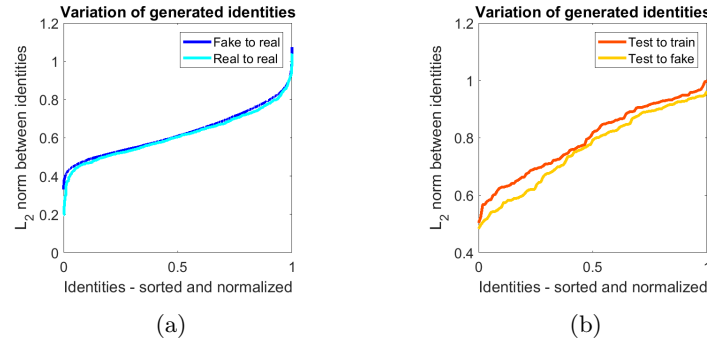 Variation of generated identities
1.2
1
0.8
0.6
0.4
0.2
0
L2 norm between identities
Fake to real
Real to real
0
0.5
1
Identities - sorted and normalized
(a)
Variation of generated identities
1.2
1
0.8
0.6
0.4
L2 norm between identities
Test to train
Test to fake
0
0.5
1
Identities - sorted and normalized
(b)